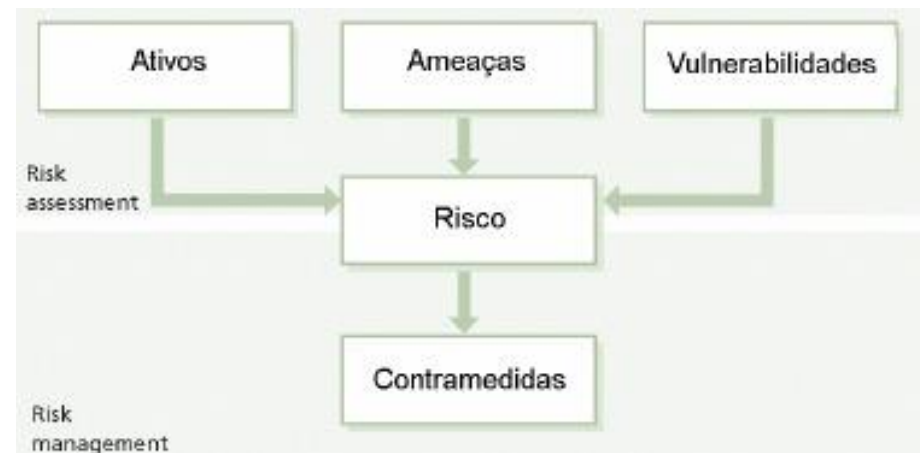 Ativos
Ameaças
Vulnerabilidades
Risk
assessment
Risco
Contramedidas
Risk
management